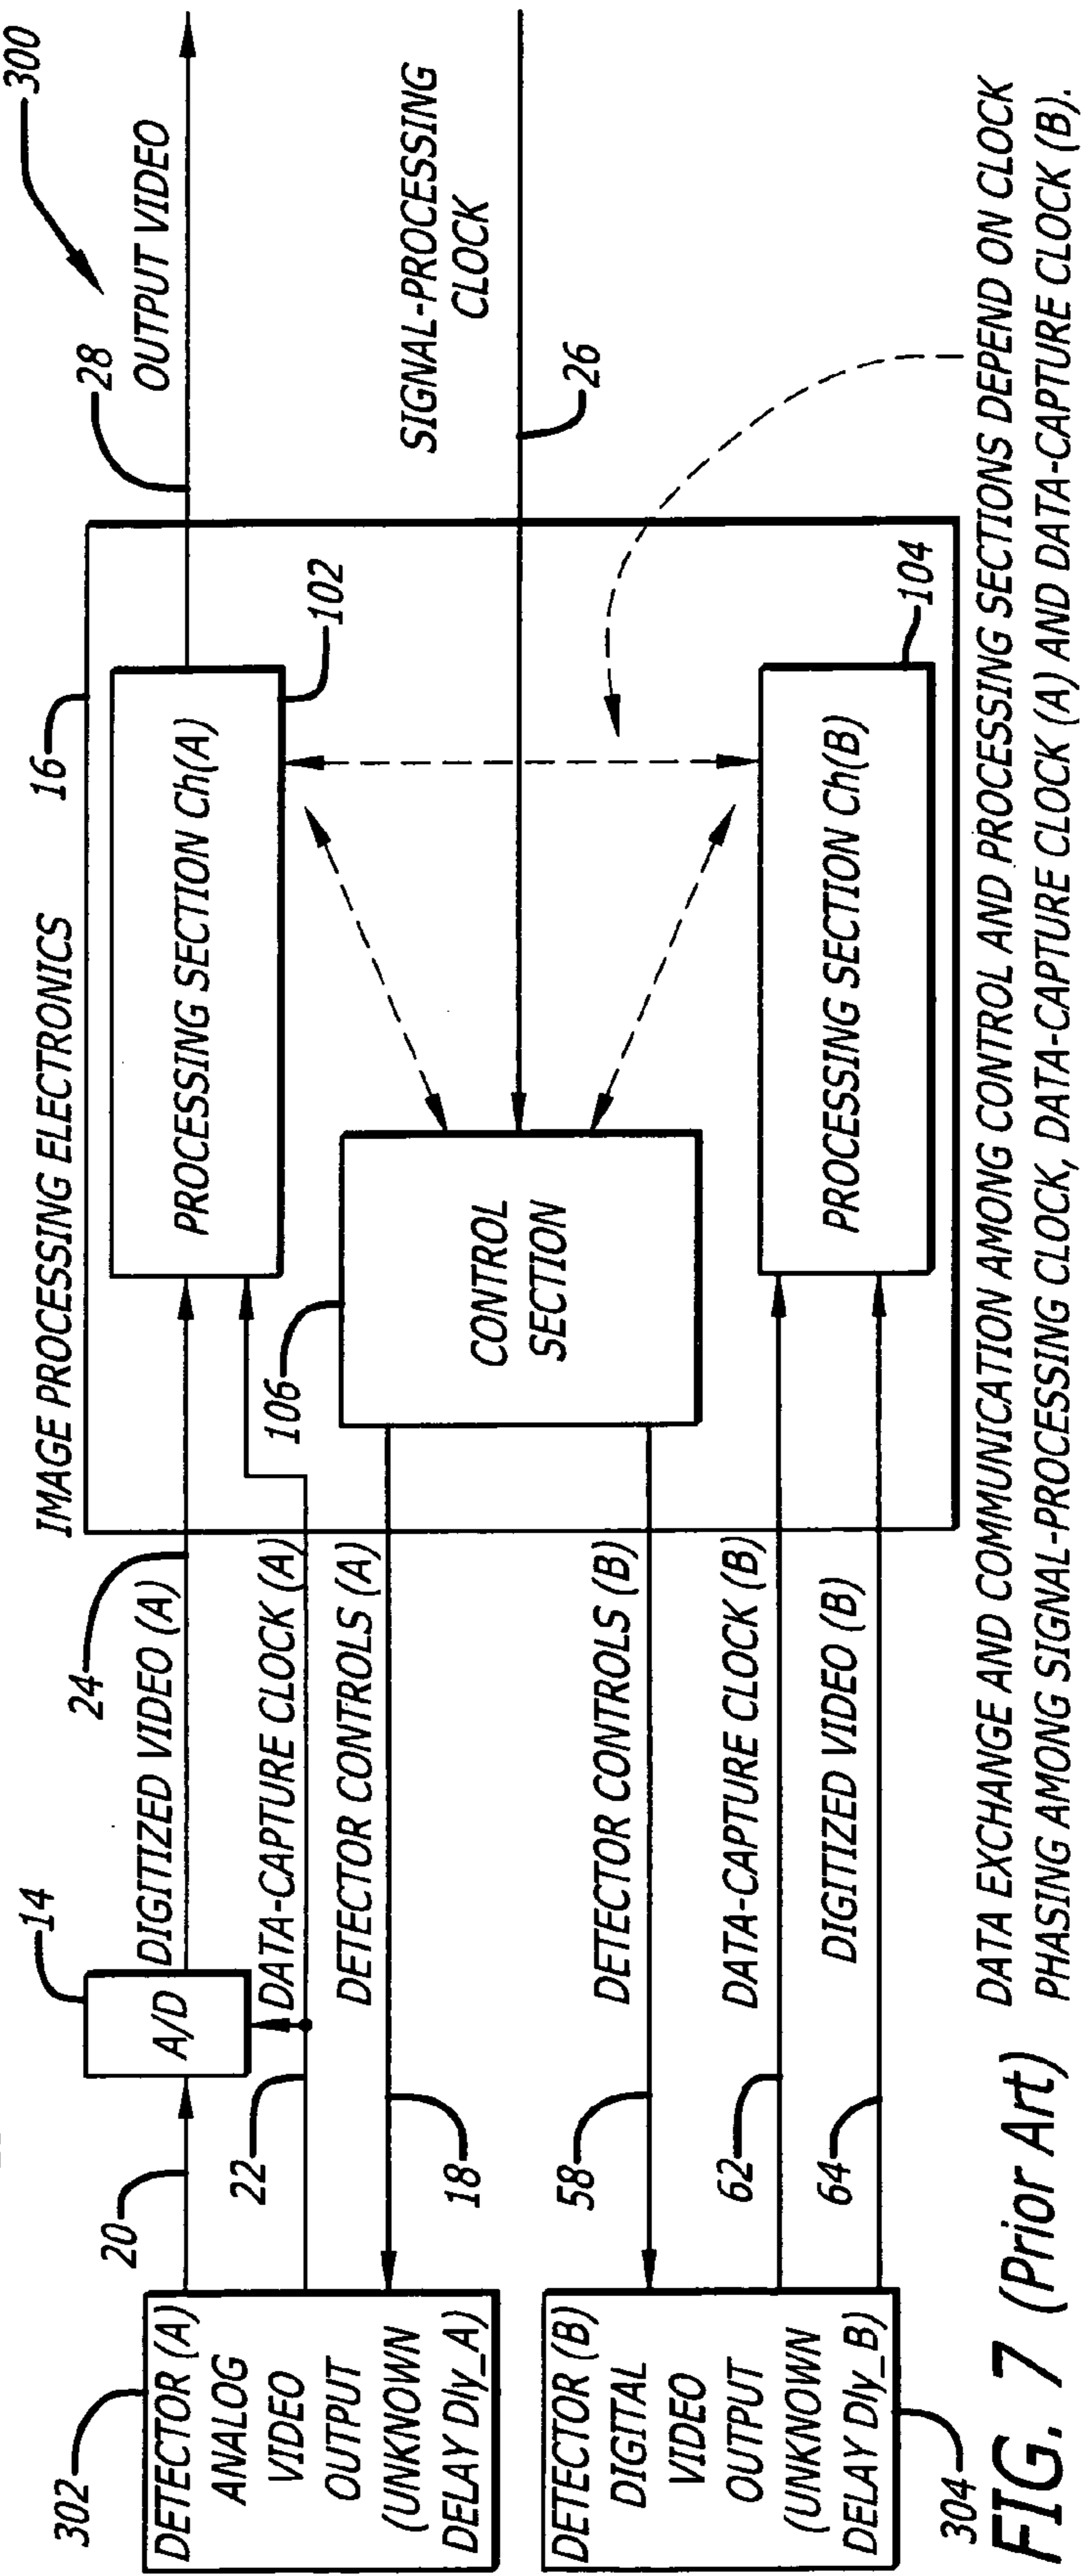 300
28
OUTPUT VIDEO
SIGNAL-PROCESSING
CLOCK
26
IMAGE PROCESSING ELECTRONICS
16
PROCESSING SECTION Ch(A)
102
106
CONTROL
SECTION
PROCESSING SECTION Ch(B)
104
14
A/D
20
24
DIGITIZED VIDEO (A)
22
DATA-CAPTURE CLOCK (A)
DETECTOR CONTROLS (A)
18
58
DETECTOR CONTROLS (B)
62
DATA-CAPTURE CLOCK (B)
64
DIGITIZED VIDEO (B)
302
DETECTOR (A)
ANALOG
VIDEO
OUTPUT
(UNKNOWN
DELAY Dly_A)
DETECTOR (B)
DIGITAL
VIDEO
OUTPUT
(UNKNOWN
DELAY Dly_B)
304
DATA EXCHANGE AND COMMUNICATION AMONG CONTROL AND PROCESSING SECTIONS DEPEND ON CLOCK
PHASING AMONG SIGNAL-PROCESSING CLOCK, DATA-CAPTURE CLOCK (A) AND DATA-CAPTURE CLOCK (B).
FIG. 7 (Prior Art)